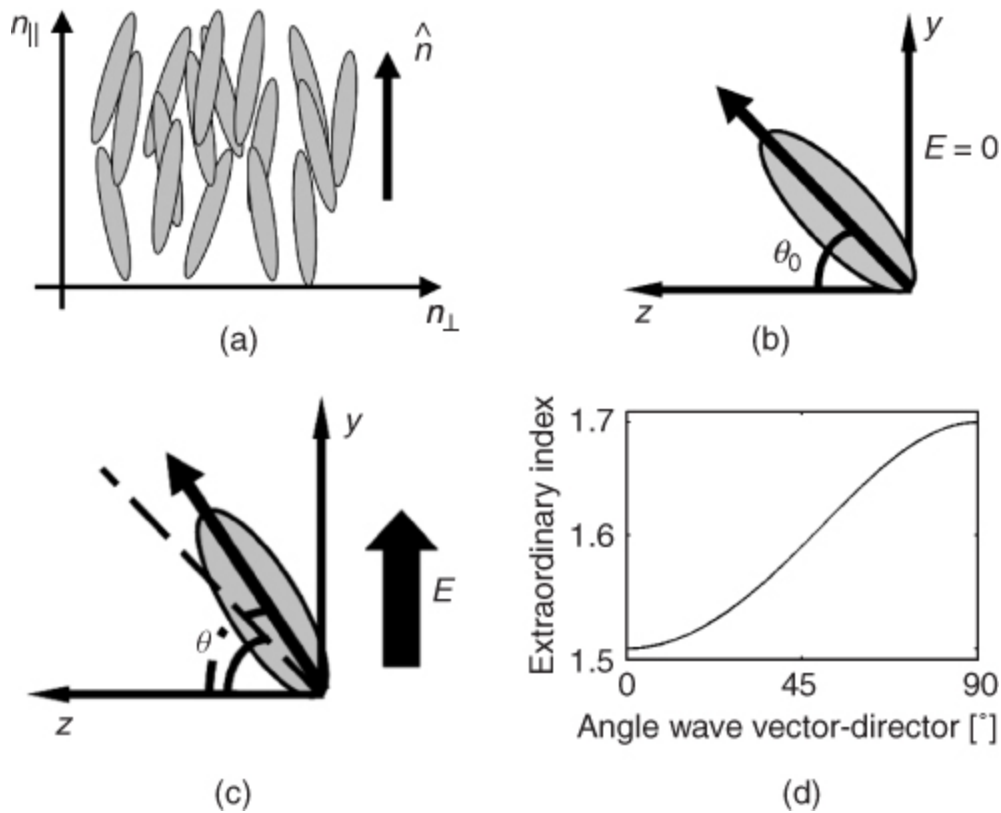 n∥
n̂
n⊥
(a)
y
E = 0
θ0
z
(b)
y
E
θ
z
(c)
Extraordinary index
1.7
1.6
1.5
0
45
90
Angle wave vector-director [°]
(d)